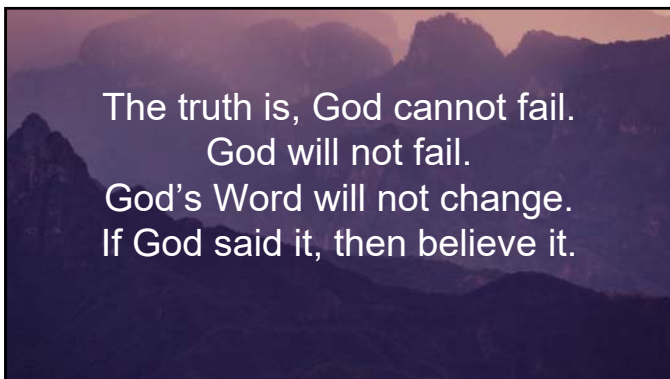 The truth is, God cannot fail.
God will not fail.
God’s Word will not change.
If God said it, then believe it.